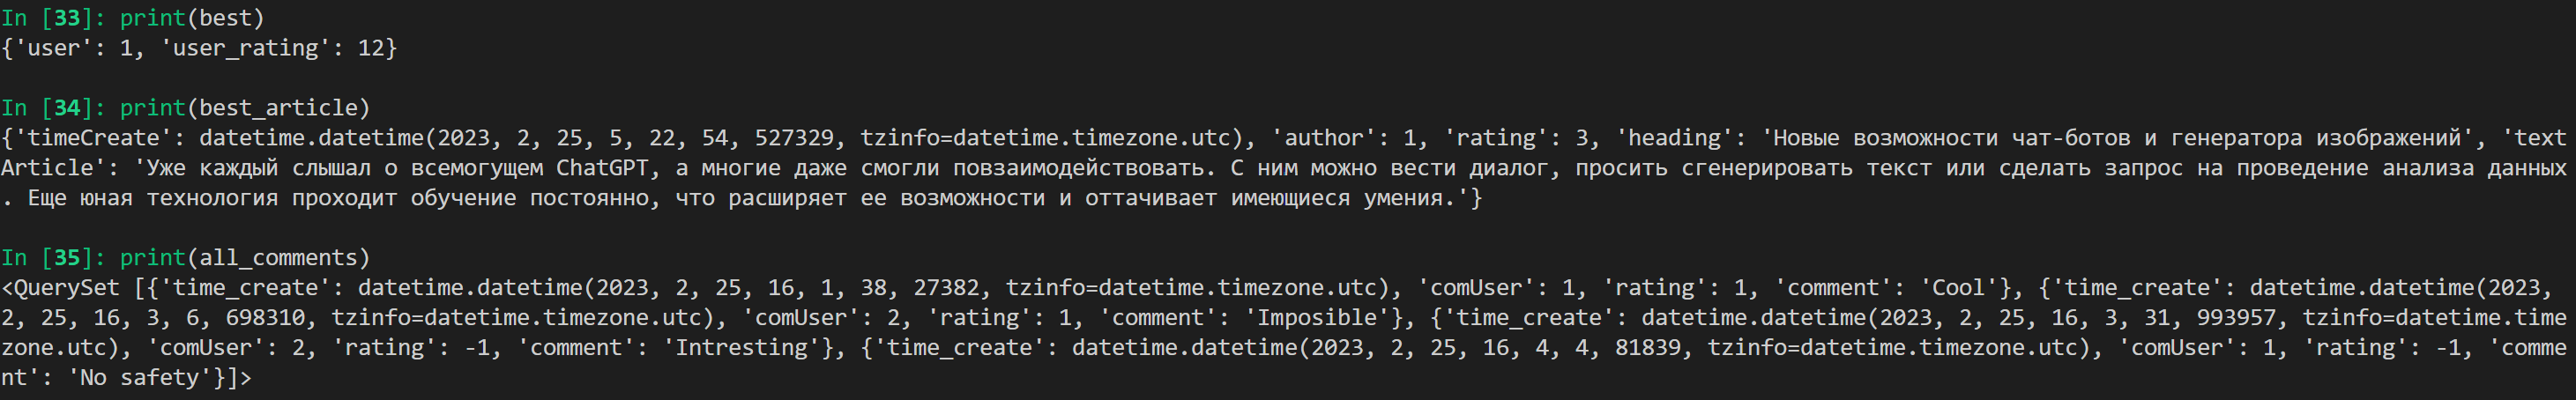 In [33]: print(best)
{'user': 1, 'user_rating': 12}
In [34]: print(best_article)
{'timeCreate': datetime.datetime(2023, 2, 25, 5, 22, 54, 527329, tzinfo=datetime.timezone.utc), 'author': 1, 'rating': 3, 'heading': 'Новые возможности чат-ботов и генератора изображений', 'text
Article': 'Уже каждый слышал о всемогущем ChatGPT, а многие даже смогли повзаимодействовать. С ним можно вести диалог, просить сгенерировать текст или сделать запрос на проведение анализа данных
. Еще юная технология проходит обучение постоянно, что расширяет ее возможности и оттачивает имеющиеся умения.'}
In [35]: print(all_comments)
<QuerySet [{'time_create': datetime.datetime(2023, 2, 25, 16, 1, 38, 27382, tzinfo=datetime.timezone.utc), 'comUser': 1, 'rating': 1, 'comment': 'Cool'}, {'time_create': datetime.datetime(2023,
2, 25, 16, 3, 6, 698310, tzinfo=datetime.timezone.utc), 'comUser': 2, 'rating': 1, 'comment': 'Imposible'}, {'time_create': datetime.datetime(2023, 2, 25, 16, 3, 31, 993957, tzinfo=datetime.time
zone.utc), 'comUser': 2, 'rating': -1, 'comment': 'Intresting'}, {'time_create': datetime.datetime(2023, 2, 25, 16, 4, 4, 81839, tzinfo=datetime.timezone.utc), 'comUser': 1, 'rating': -1, 'comme
nt': 'No safety'}]>